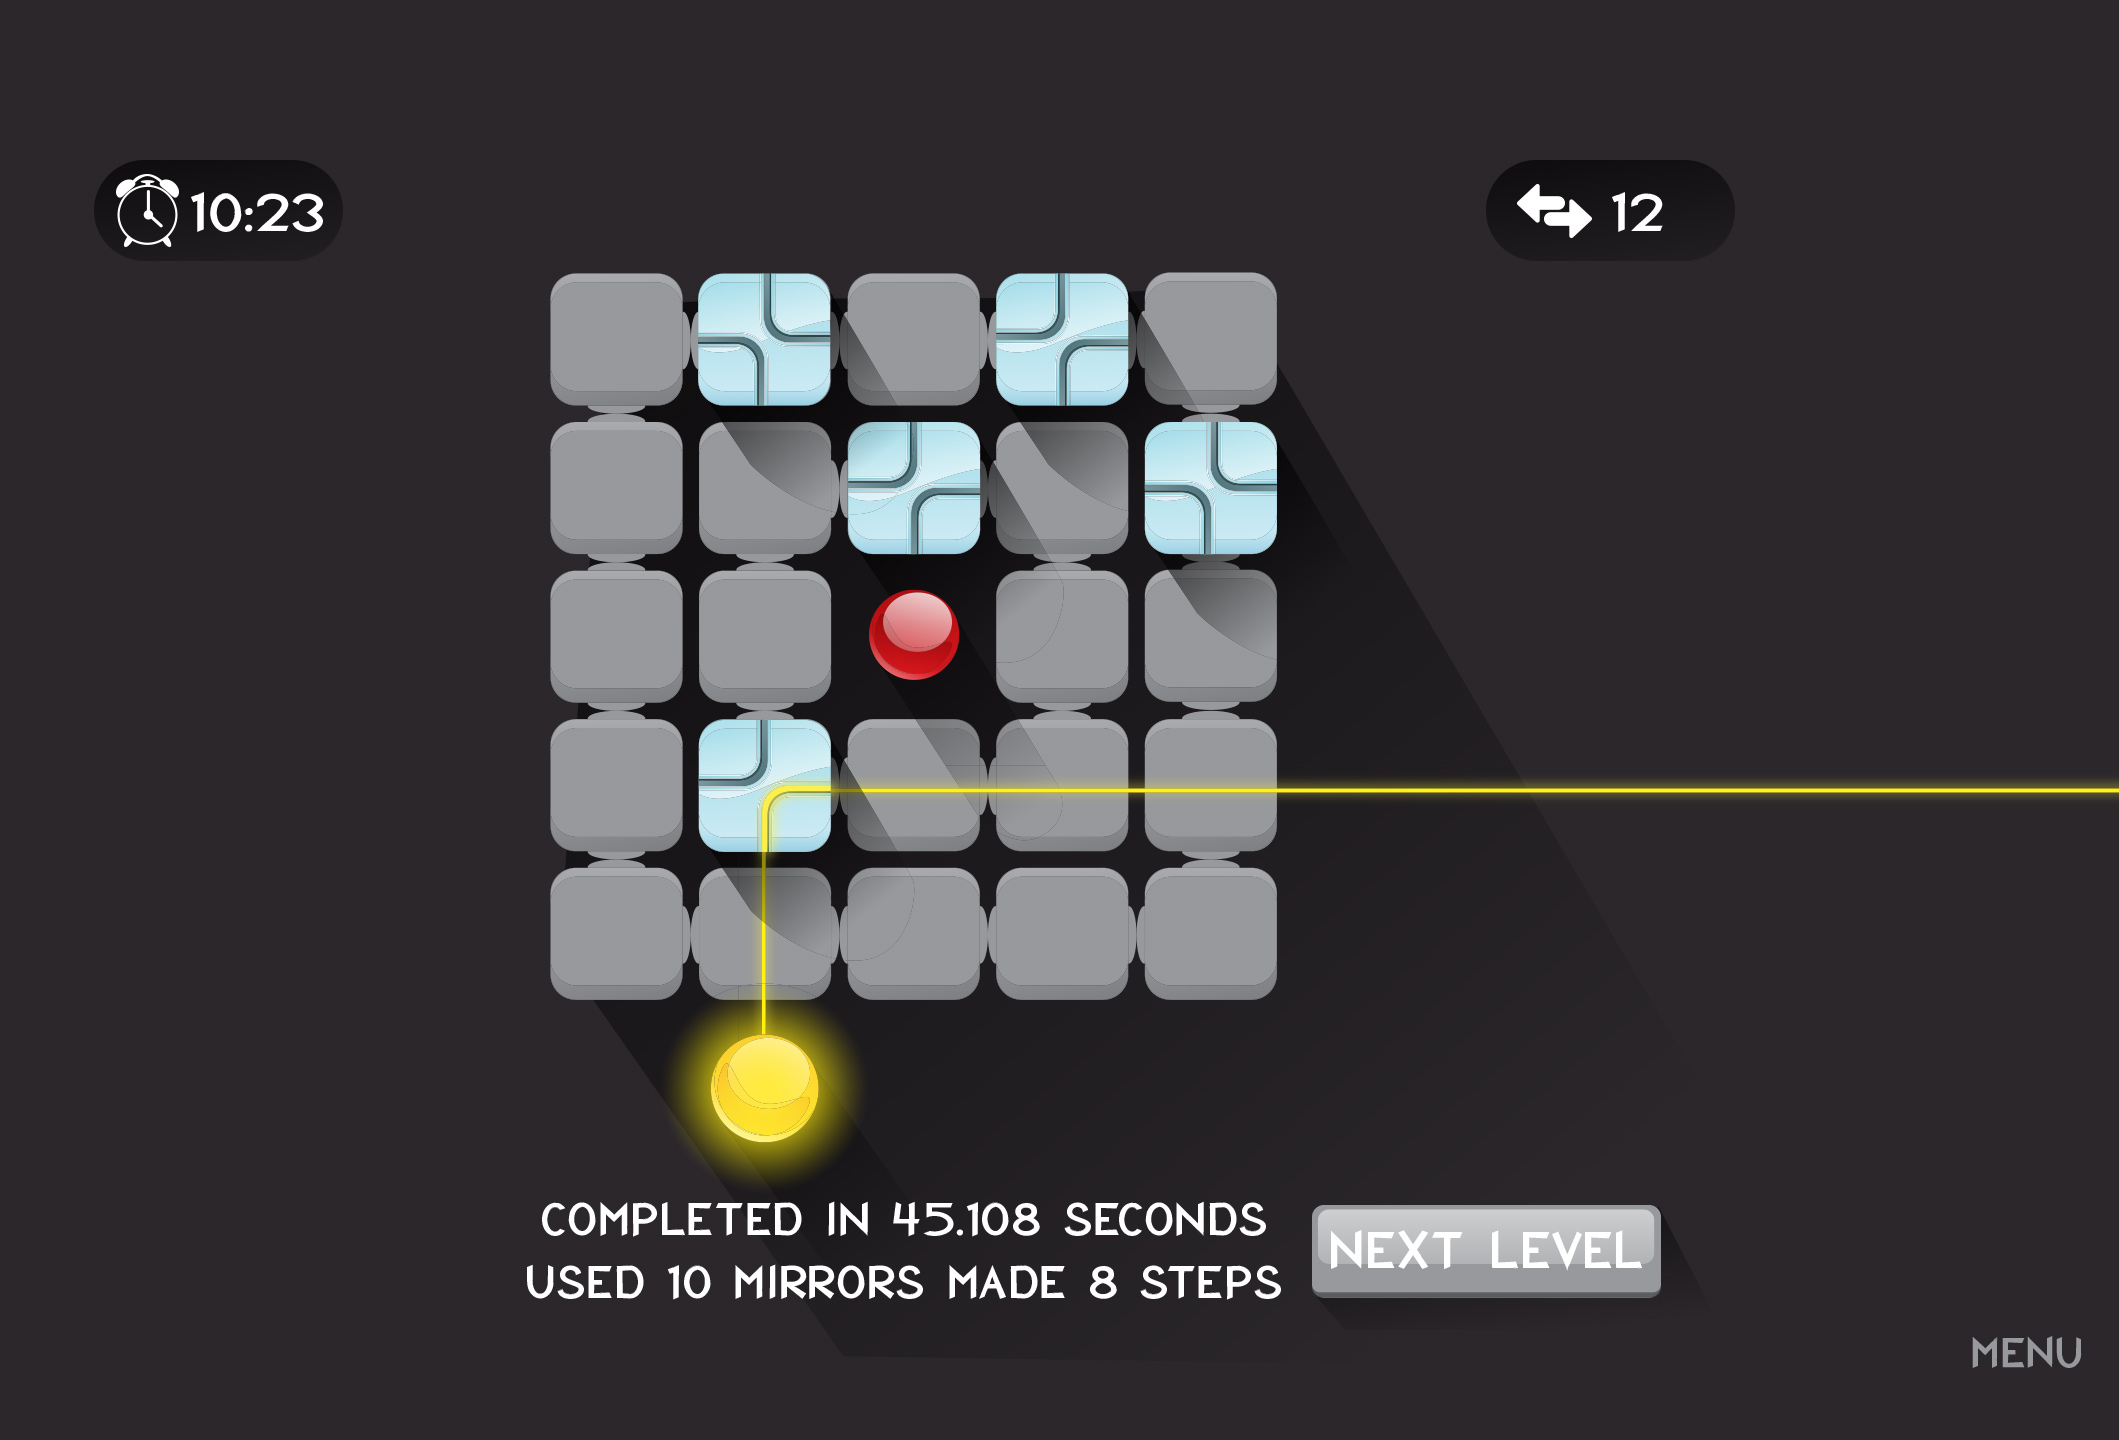 10:23
12
COMPLETED IN 45.108 SECONDS
USED 10 MIRRORS MADE 8 STEPS
NEXT LEVEL
MENU